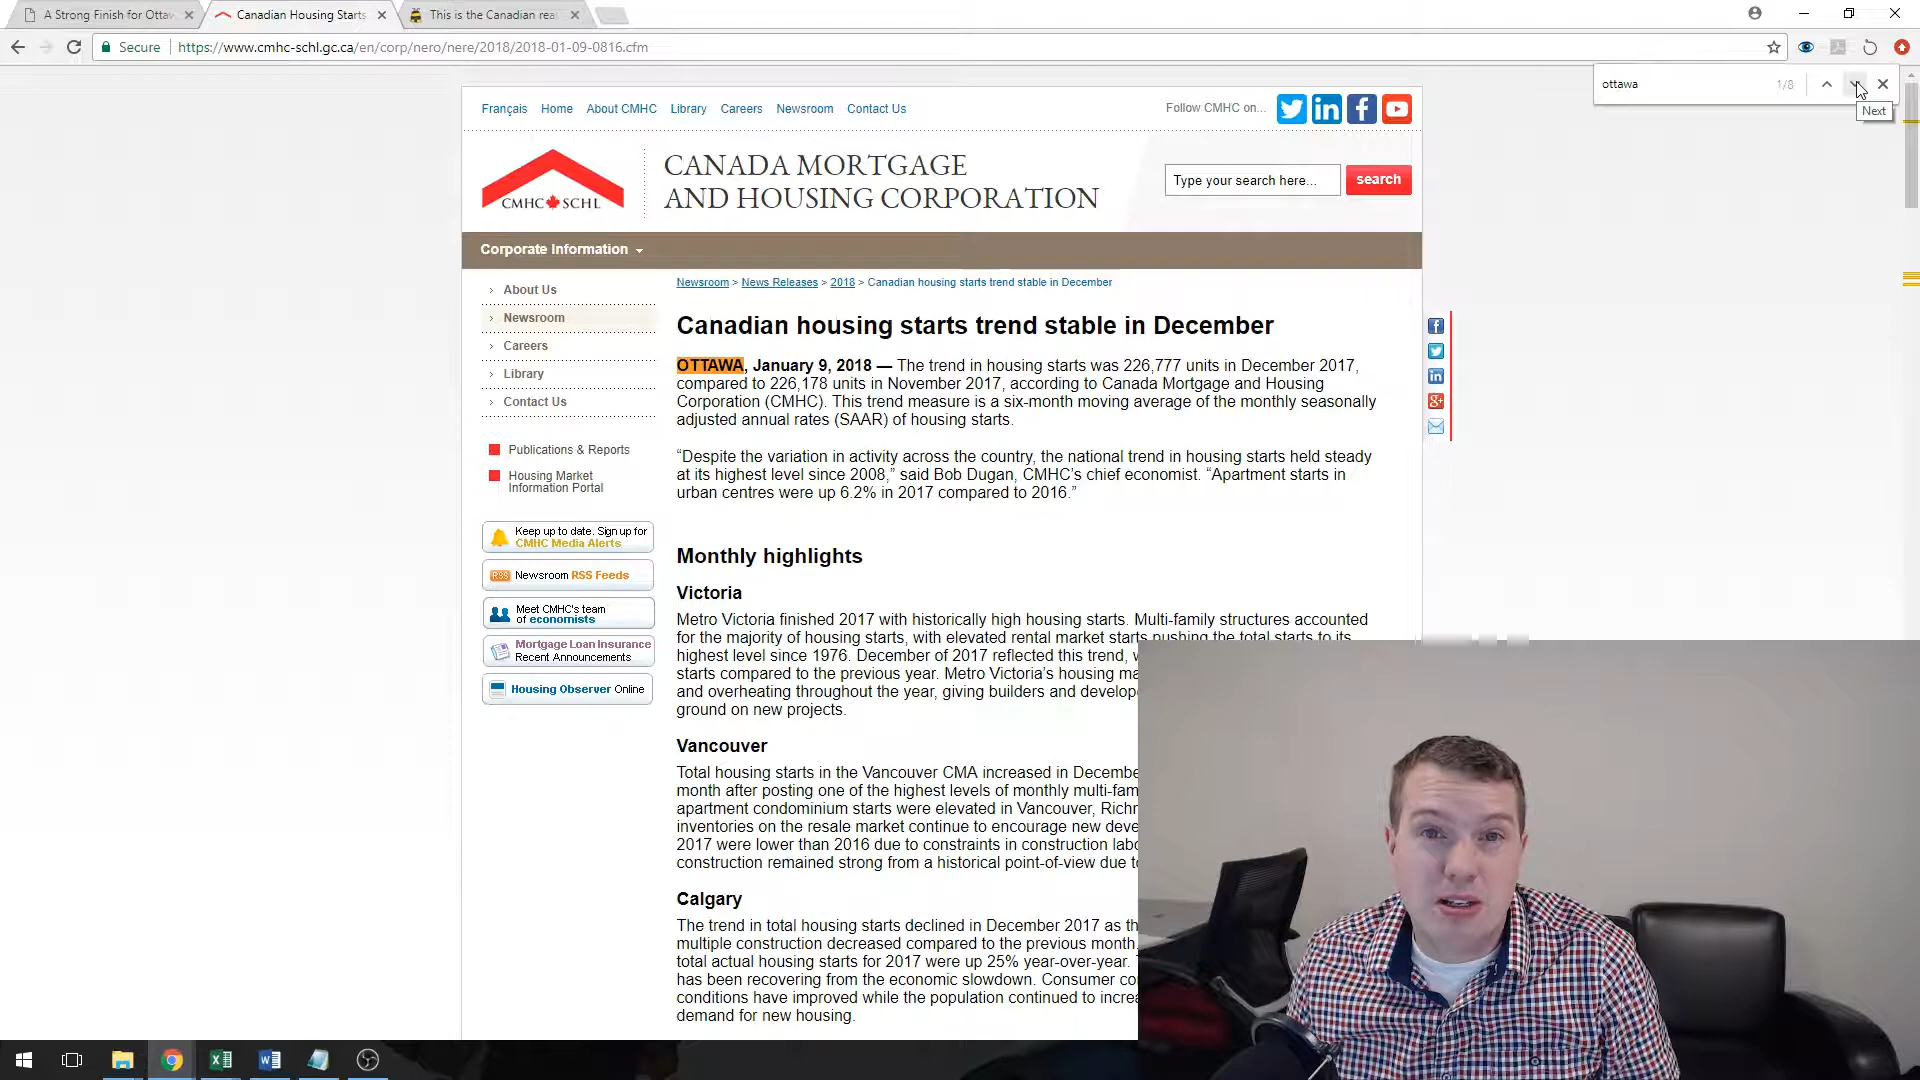 A Strong Finish for Ottaw
Canadian Housing Starts
This is the Canadian rea
Secure
https://www.cmhc-schl.gc.ca/en/corp/nero/nere/2018/2018-01-09-0816.cfm
ottawa
1/8
Next
Français
Home
About CMHC
Library
Careers
Newsroom
Contact Us
Follow CMHC on...
CMHC SCHL
CANADA MORTGAGE
AND HOUSING CORPORATION
Type your search here...
search
Corporate Information
About Us
Newsroom
Careers
Library
Contact Us
Publications & Reports
Housing Market
Information Portal
Keep up to date. Sign up for
CMHC Media Alerts
RSS
Newsroom RSS Feeds
Meet CMHC's team
of economists
Mortgage Loan Insurance
Recent Announcements
Housing Observer Online
Newsroom > News Releases > 2018 > Canadian housing starts trend stable in December
Canadian housing starts trend stable in December
OTTAWA, January 9, 2018 — The trend in housing starts was 226,777 units in December 2017,
compared to 226,178 units in November 2017, according to Canada Mortgage and Housing
Corporation (CMHC). This trend measure is a six-month moving average of the monthly seasonally
adjusted annual rates (SAAR) of housing starts.
“Despite the variation in activity across the country, the national trend in housing starts held steady
at its highest level since 2008,” said Bob Dugan, CMHC’s chief economist. “Apartment starts in
urban centres were up 6.2% in 2017 compared to 2016.”
Monthly highlights
Victoria
Metro Victoria finished 2017 with historically high housing starts. Multi-family structures accounted
for the majority of housing starts, with elevated rental market starts pushing the total starts to its
highest level since 1976. December of 2017 reflected this trend,
starts compared to the previous year. Metro Victoria's housing ma
and overheating throughout the year, giving builders and develop
ground on new projects.
Vancouver
Total housing starts in the Vancouver CMA increased in Decembe
month after posting one of the highest levels of monthly multi-fam
apartment condominium starts were elevated in Vancouver, Richm
inventories on the resale market continue to encourage new deve
2017 were lower than 2016 due to constraints in construction labo
construction remained strong from a historical point-of-view due to
Calgary
The trend in total housing starts declined in December 2017 as th
multiple construction decreased compared to the previous month.
total actual housing starts for 2017 were up 25% year-over-year.
has been recovering from the economic slowdown. Consumer co
conditions have improved while the population continued to increa
demand for new housing.